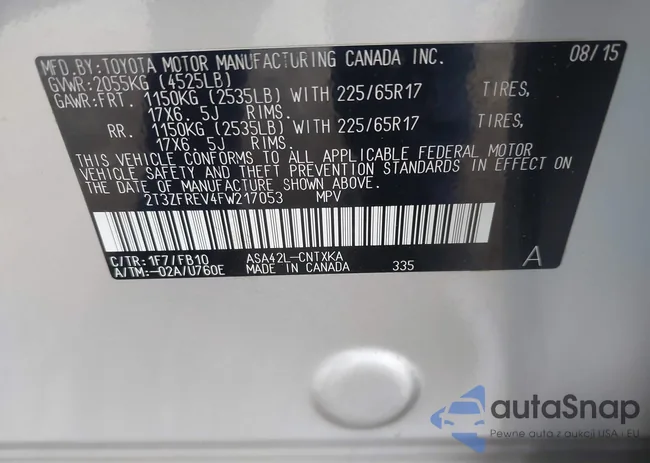 MFD.BY:TOYOTA MOTOR MANUFACTURING CANADA INC. 08/15
GVWR:2055KG (4525LB)
GAWR:FRT. 1150KG (2535LB) WITH 225/65R17 TIRES,
17X6. 5J RIMS.
RR. 1150KG (2535LB) WITH 225/65R17 TIRES,
17X6. 5J RIMS.
THIS VEHICLE CONFORMS TO ALL APPLICABLE FEDERAL MOTOR
VEHICLE SAFETY AND THEFT PREVENTION STANDARDS IN EFFECT ON
THE DATE OF MANUFACTURE SHOWN ABOVE.
2T3ZFREV4FW217053 MPV
C/TR:1F7/FB10 ASA42L-CNTXKA A
A/TM:-02A/U760E MADE IN CANADA 335
autaSnap
Pewne auto z aukcji USA i EU